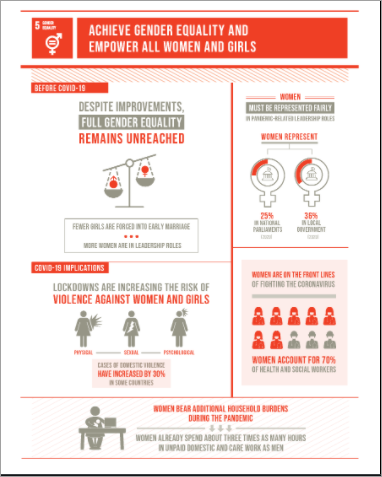 5 GENDER EQUALITY
ACHIEVE GENDER EQUALITY AND
EMPOWER ALL WOMEN AND GIRLS
BEFORE COVID-19
DESPITE IMPROVEMENTS,
FULL GENDER EQUALITY
REMAINS UNREACHED
FEWER GIRLS ARE FORCED INTO EARLY MARRIAGE
MORE WOMEN ARE IN LEADERSHIP ROLES
WOMEN
MUST BE REPRESENTED FAIRLY
IN PANDEMIC-RELATED LEADERSHIP ROLES
WOMEN REPRESENT
25%
IN NATIONAL
PARLIAMENTS
36%
IN LOCAL
GOVERNMENT
COVID-19 IMPLICATIONS
LOCKDOWNS ARE INCREASING THE RISK OF
VIOLENCE AGAINST WOMEN AND GIRLS
PHYSICAL SEXUAL PSYCHOLOGICAL
CASES OF DOMESTIC VIOLENCE
HAVE INCREASED BY 30%
IN SOME COUNTRIES
WOMEN ARE ON THE FRONT LINES
OF FIGHTING THE CORONAVIRUS
WOMEN ACCOUNT FOR 70%
OF HEALTH AND SOCIAL WORKERS
WOMEN BEAR ADDITIONAL HOUSEHOLD BURDENS
DURING THE PANDEMIC
WOMEN ALREADY SPEND ABOUT THREE TIMES AS MANY HOURS
IN UNPAID DOMESTIC AND CARE WORK AS MEN